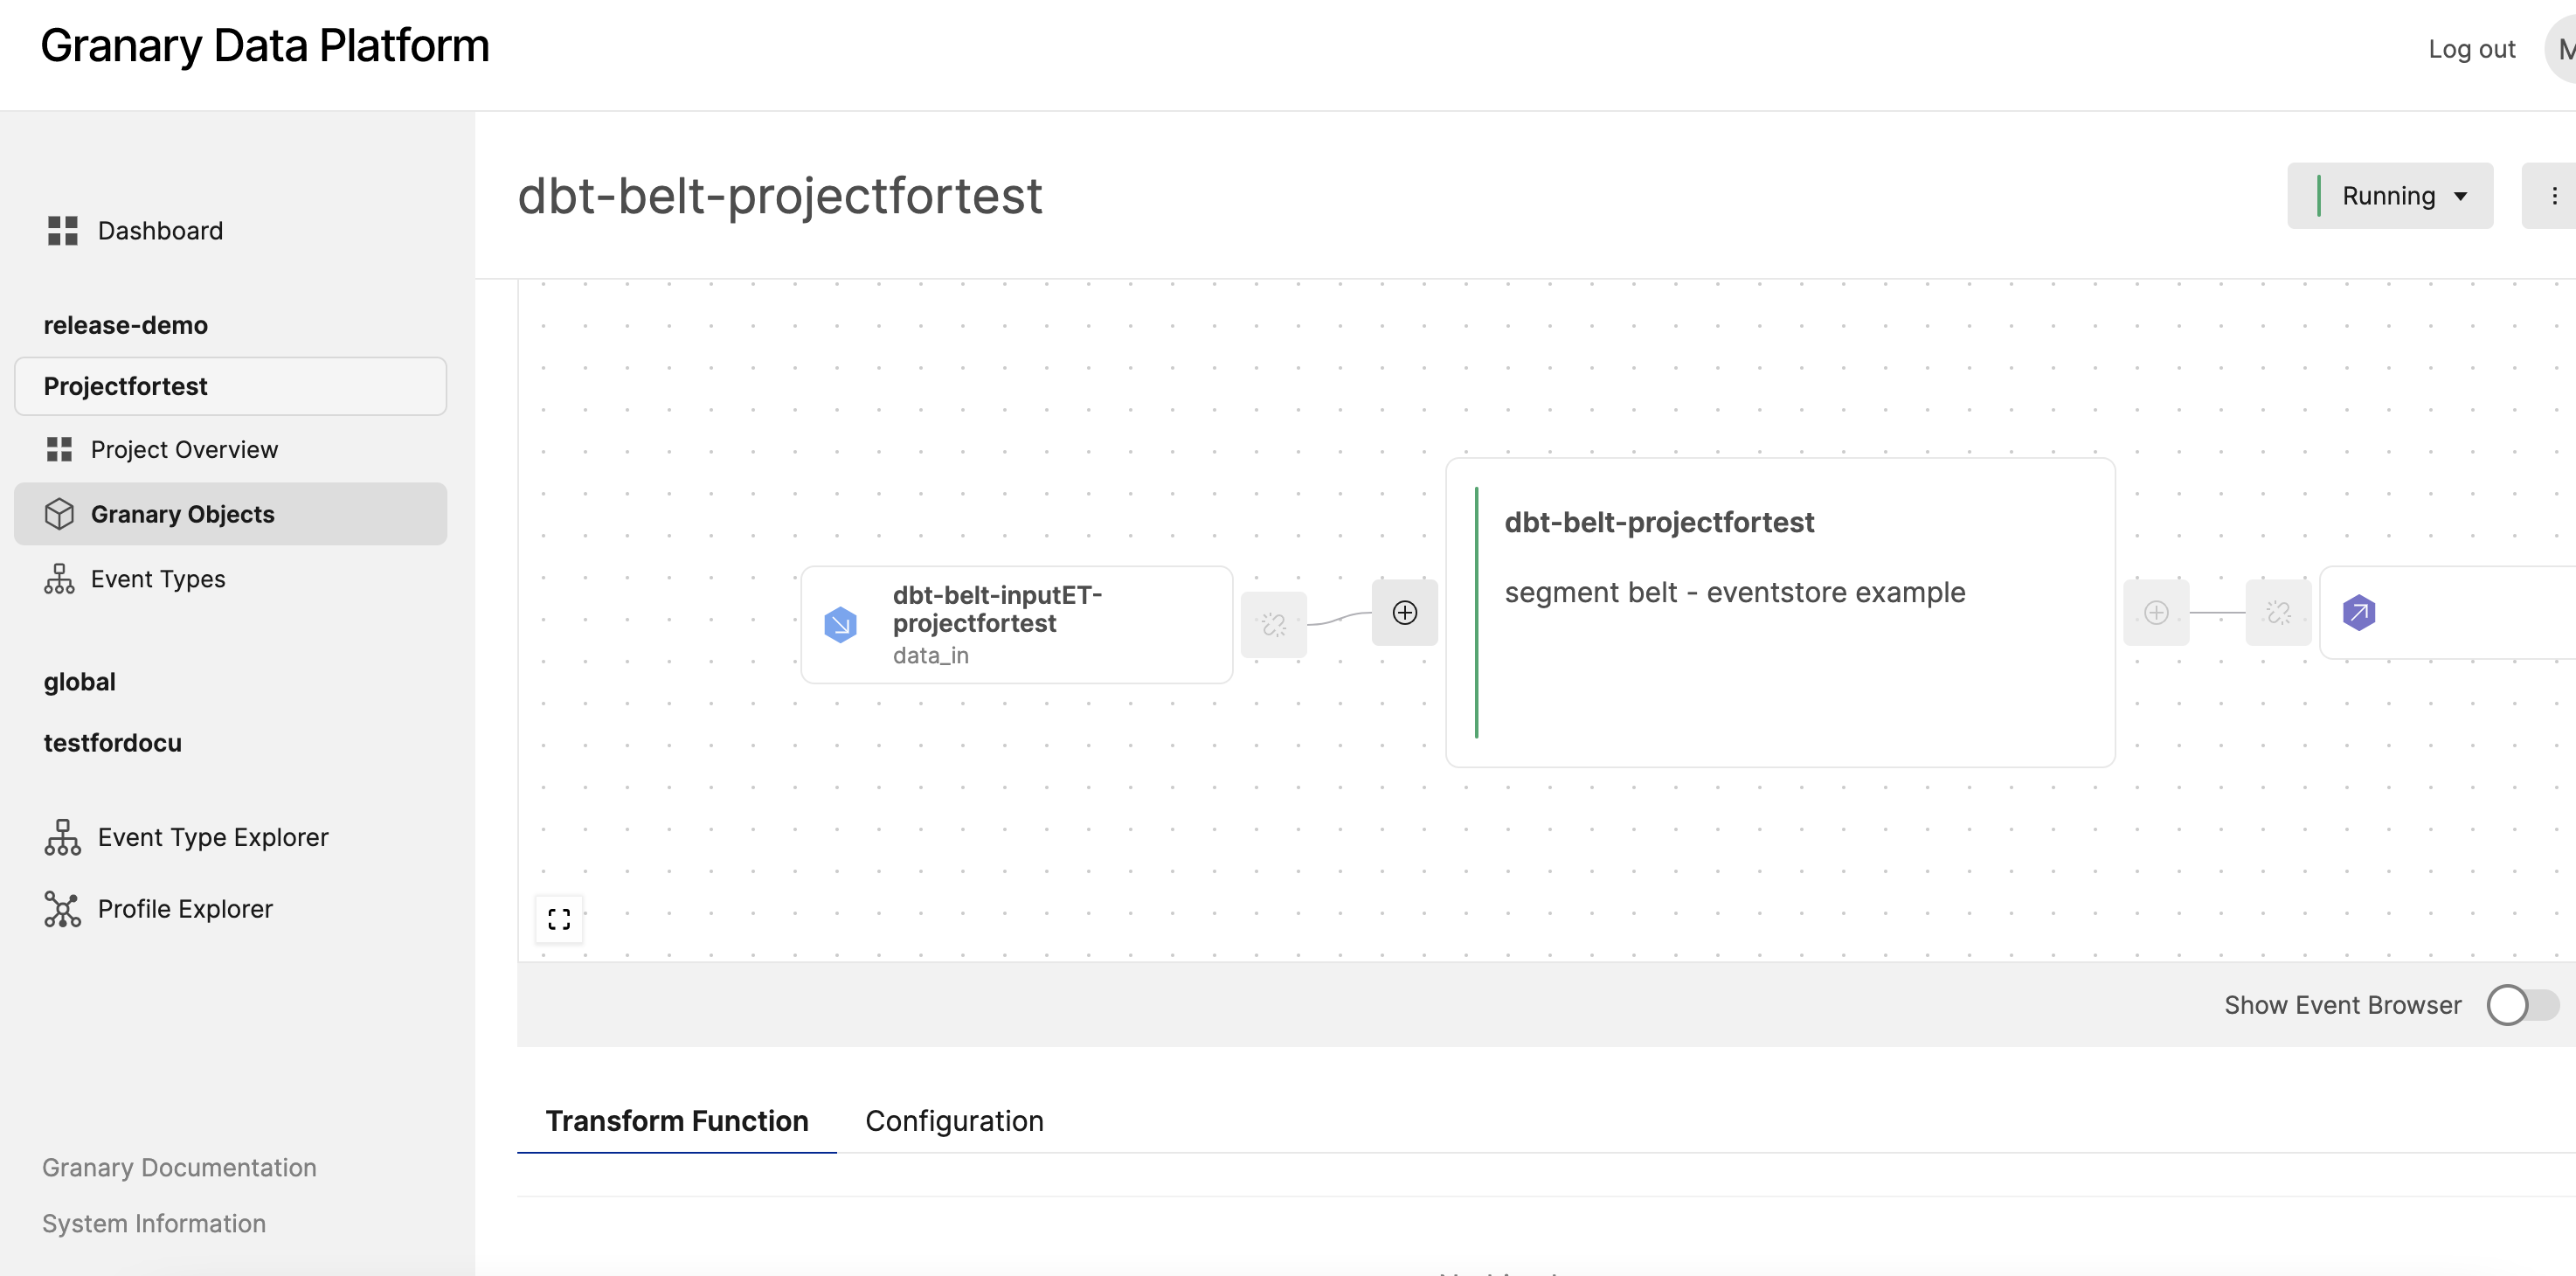 Granary Data Platform
Log out
Dashboard
release-demo
Projectfortest
Project Overview
Granary Objects
Event Types
global
testfordocu
Event Type Explorer
Profile Explorer
Granary Documentation
System Information
dbt-belt-projectfortest
Running
dbt-belt-inputET-
projectfortest
data_in
dbt-belt-projectfortest
segment belt - eventstore example
Show Event Browser
Transform Function
Configuration